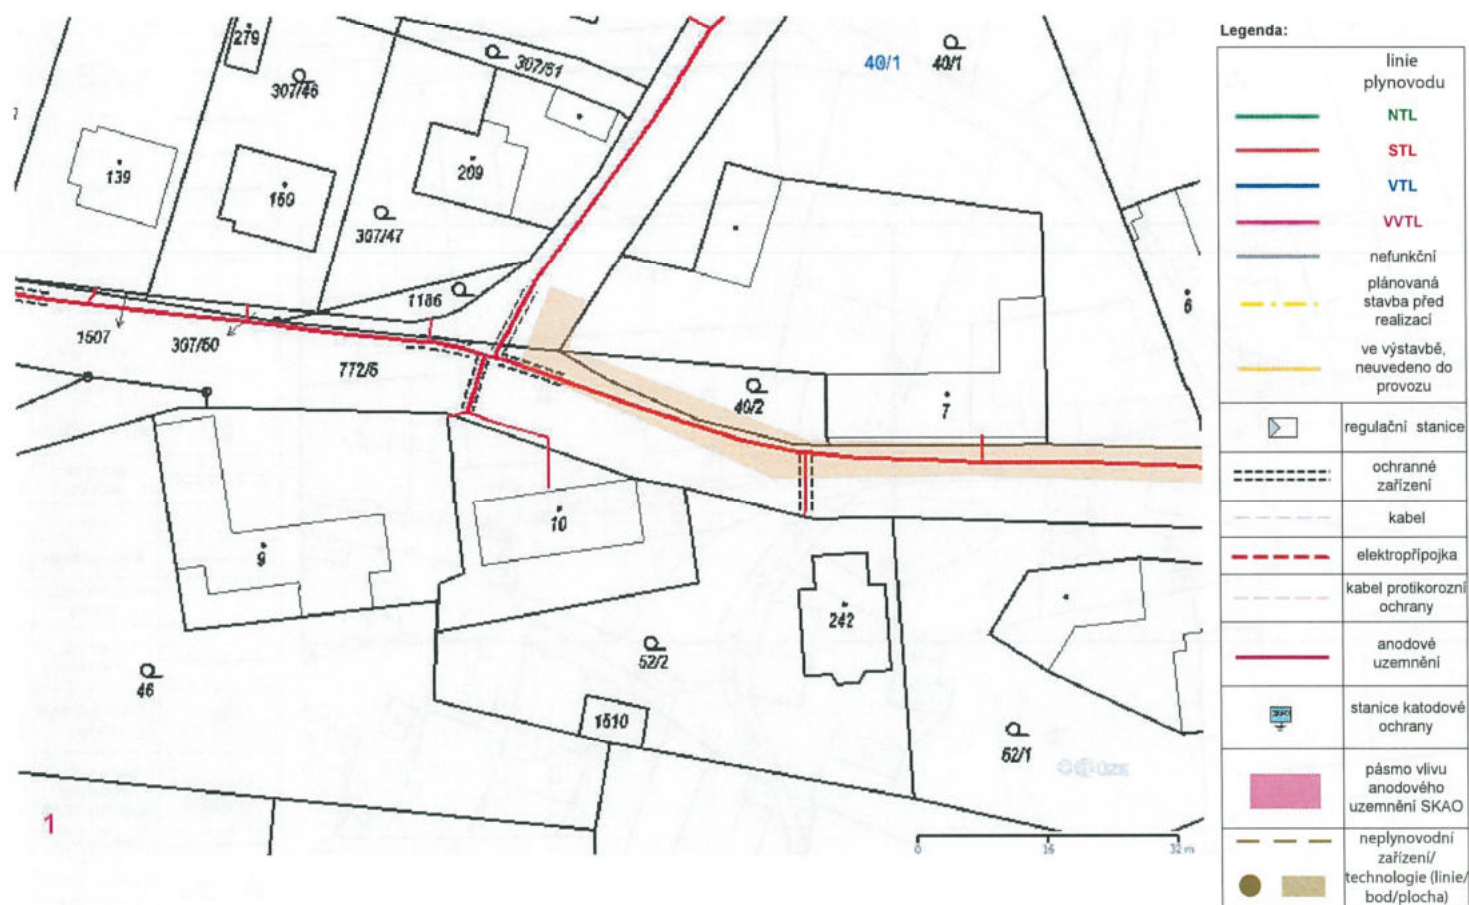 279
307/46
307/51
40/1
40/1
139
150
209
307/47
6
1186
1507
307/60
772/5
40/2
7
10
9
242
46
52/2
1510
52/1
1
0
16
32 m
Legenda:
linie
plynovodu
NTL
STL
VTL
VVTL
nefunkční
plánovaná
stavba před
realizací
ve výstavbě,
neuvedeno do
provozu
regulační stanice
ochranné
zařízení
kabel
elektropřípojka
kabel protikorozní
ochrany
anodové
uzemnění
stanice katodové
ochrany
pásmo vlivu
anodového
uzemnění SKAO
neplynovodní
zařízení/
technologie (linie/
bod/plocha)